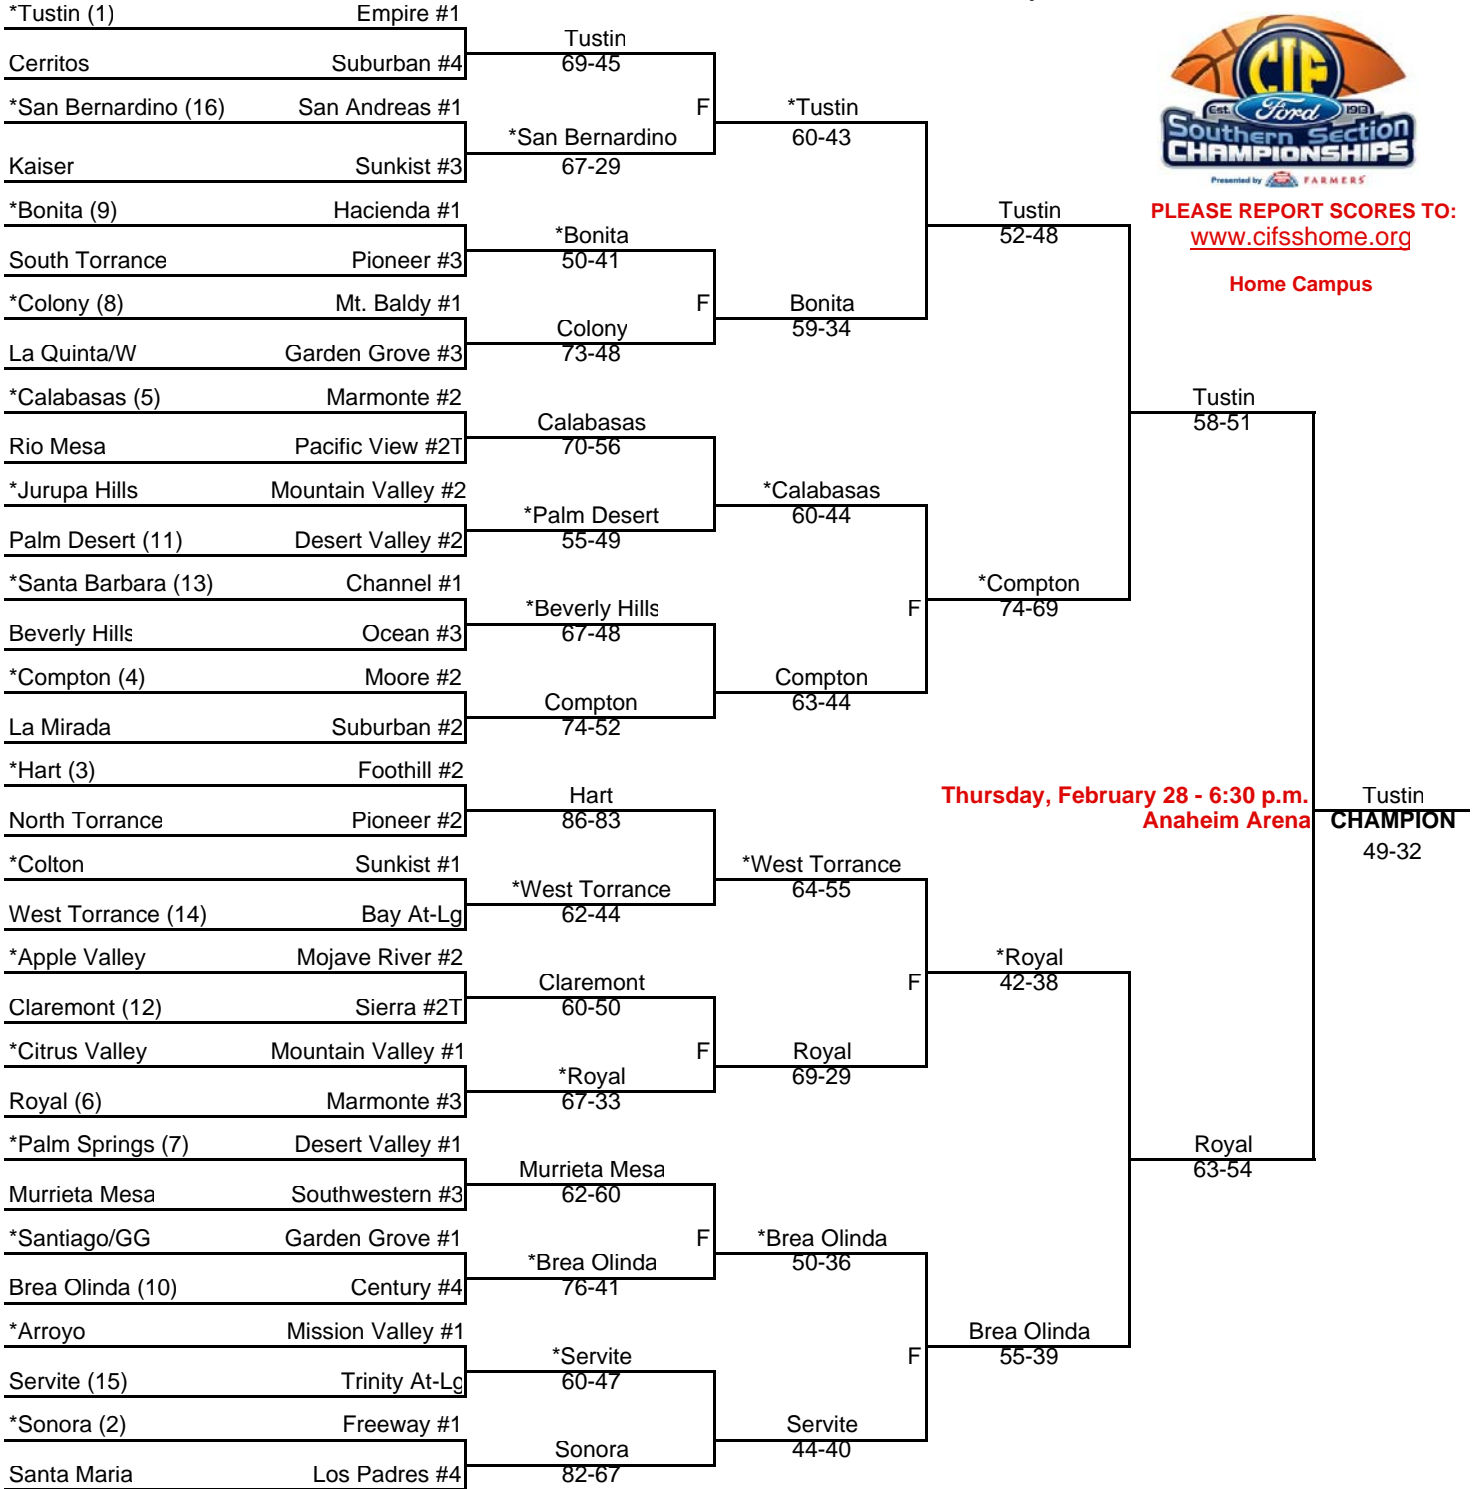 *Tustin (1) Empire #1
Cerritos Suburban #4
*San Bernardino (16) San Andreas #1
Kaiser Sunkist #3
*Bonita (9) Hacienda #1
South Torrance Pioneer #3
*Colony (8) Mt. Baldy #1
La Quinta/W Garden Grove #3
*Calabasas (5) Marmonte #2
Rio Mesa Pacific View #2T
*Jurupa Hills Mountain Valley #2
Palm Desert (11) Desert Valley #2
*Santa Barbara (13) Channel #1
Beverly Hills Ocean #3
*Compton (4) Moore #2
La Mirada Suburban #2
*Hart (3) Foothill #2
North Torrance Pioneer #2
*Colton Sunkist #1
West Torrance (14) Bay At-Lg
*Apple Valley Mojave River #2
Claremont (12) Sierra #2T
*Citrus Valley Mountain Valley #1
Royal (6) Marmonte #3
*Palm Springs (7) Desert Valley #1
Murrieta Mesa Southwestern #3
*Santiago/GG Garden Grove #1
Brea Olinda (10) Century #4
*Arroyo Mission Valley #1
Servite (15) Trinity At-Lg
*Sonora (2) Freeway #1
Santa Maria Los Padres #4
Tustin
69-45
F
*San Bernardino
67-29
*Bonita
50-41
F
Colony
73-48
Calabasas
70-56
*Palm Desert
55-49
*Beverly Hills
67-48
Compton
74-52
Hart
86-83
*West Torrance
62-44
Claremont
60-50
F
*Royal
67-33
Murrieta Mesa
62-60
F
*Brea Olinda
76-41
*Servite
60-47
Sonora
82-67
*Tustin
60-43
Bonita
59-34
*Calabasas
60-44
F
Compton
63-44
*West Torrance
64-55
F
Royal
69-29
*Brea Olinda
50-36
F
Servite
44-40
Tustin
52-48
*Compton
74-69
*Royal
42-38
Brea Olinda
55-39
Tustin
58-51
Royal
63-54
Thursday, February 28 - 6:30 p.m.
Anaheim Arena
Tustin
CHAMPION
49-32
CIF
Est. Ford 1913
Southern Section
CHAMPIONSHIPS
Presented by FARMERS
PLEASE REPORT SCORES TO:
www.cifsshome.org
Home Campus